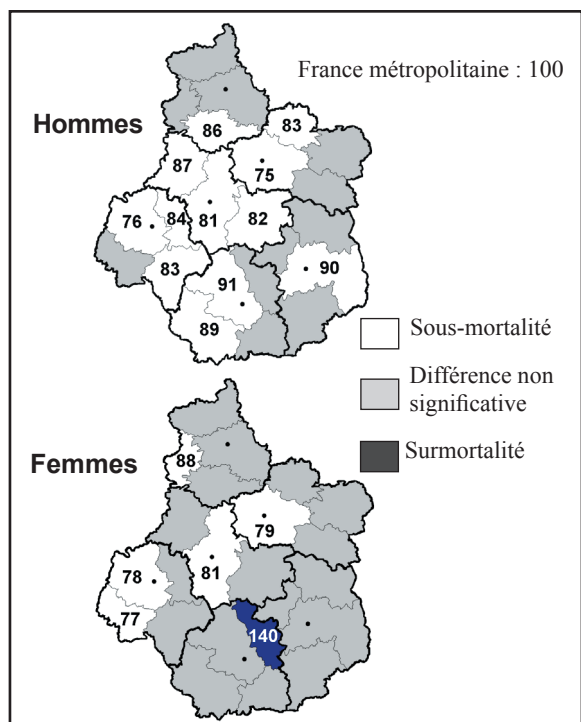 France métropolitaine : 100
Hommes
86
83
87
75
76
84
81
82
83
91
90
89
Sous-mortalité
Différence non
significative
Surmortalité
Femmes
88
79
78
81
77
140